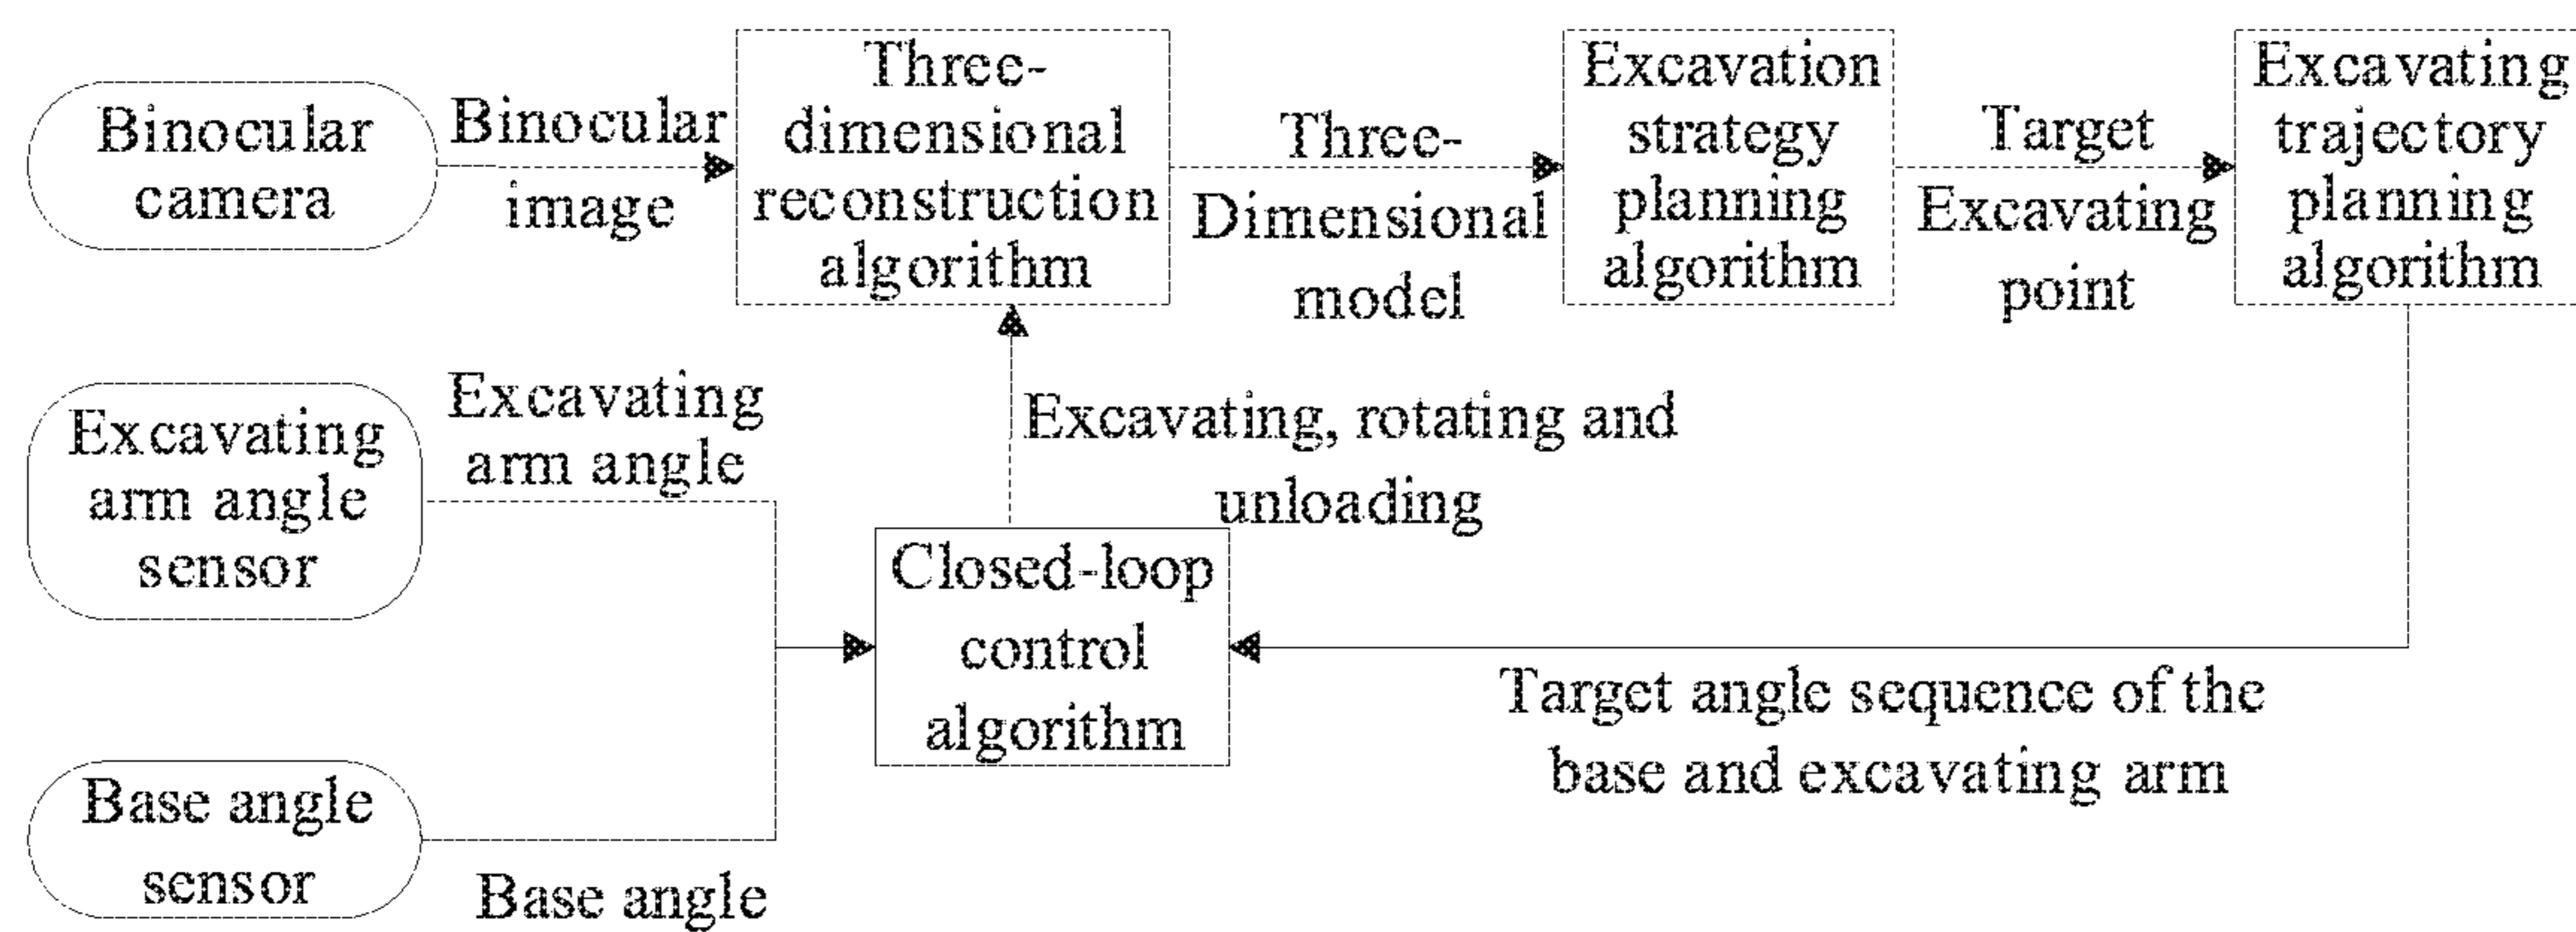 Binocular
camera
Binocular
image
Three-
dimensional
reconstruction
algorithm
Three-
Dimensional
model
Excavation
strategy
planning
algorithm
Target
Excavating
point
Excavating
trajectory
planning
algorithm
Excavating
arm angle
sensor
Excavating
arm angle
Excavating, rotating and
unloading
Closed-loop
control
algorithm
Target angle sequence of the
base and excavating arm
Base angle
sensor
Base angle